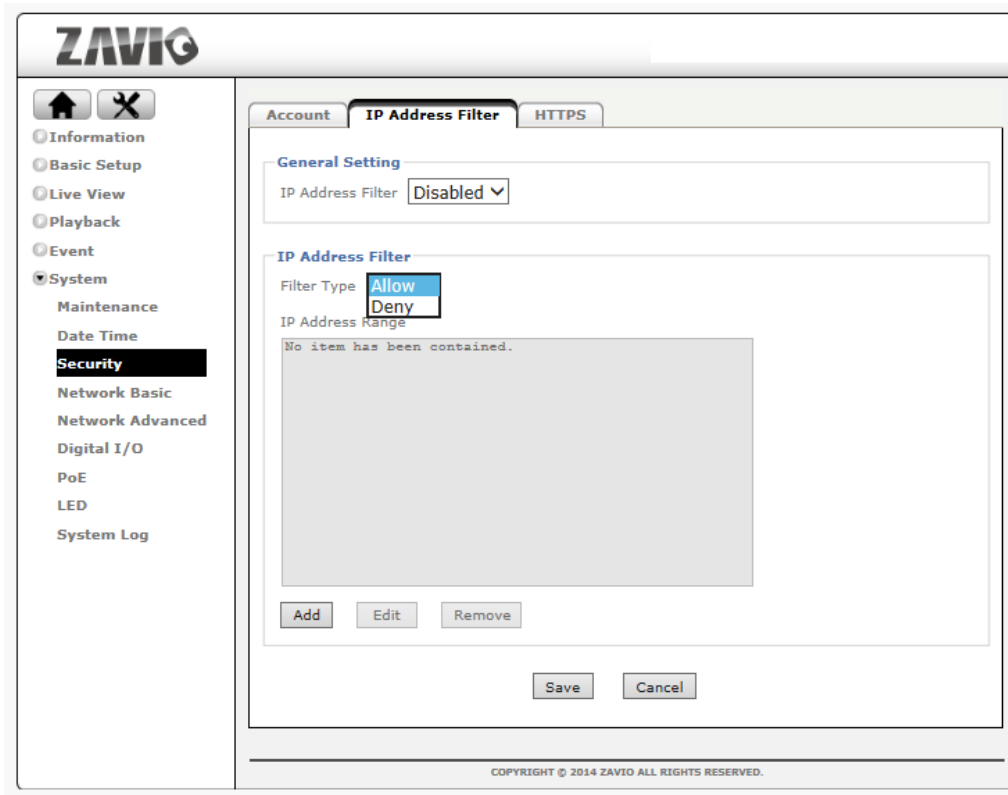 ZAVIO
Account IP Address Filter HTTPS
Information
Basic Setup
Live View
Playback
Event
System
Maintenance
Date Time
Security
Network Basic
Network Advanced
Digital I/O
PoE
LED
System Log
General Setting
IP Address Filter Disabled
IP Address Filter
Filter Type Allow
Deny
IP Address Range
No item has been contained.
Add Edit Remove
Save Cancel
COPYRIGHT © 2014 ZAVIO ALL RIGHTS RESERVED.